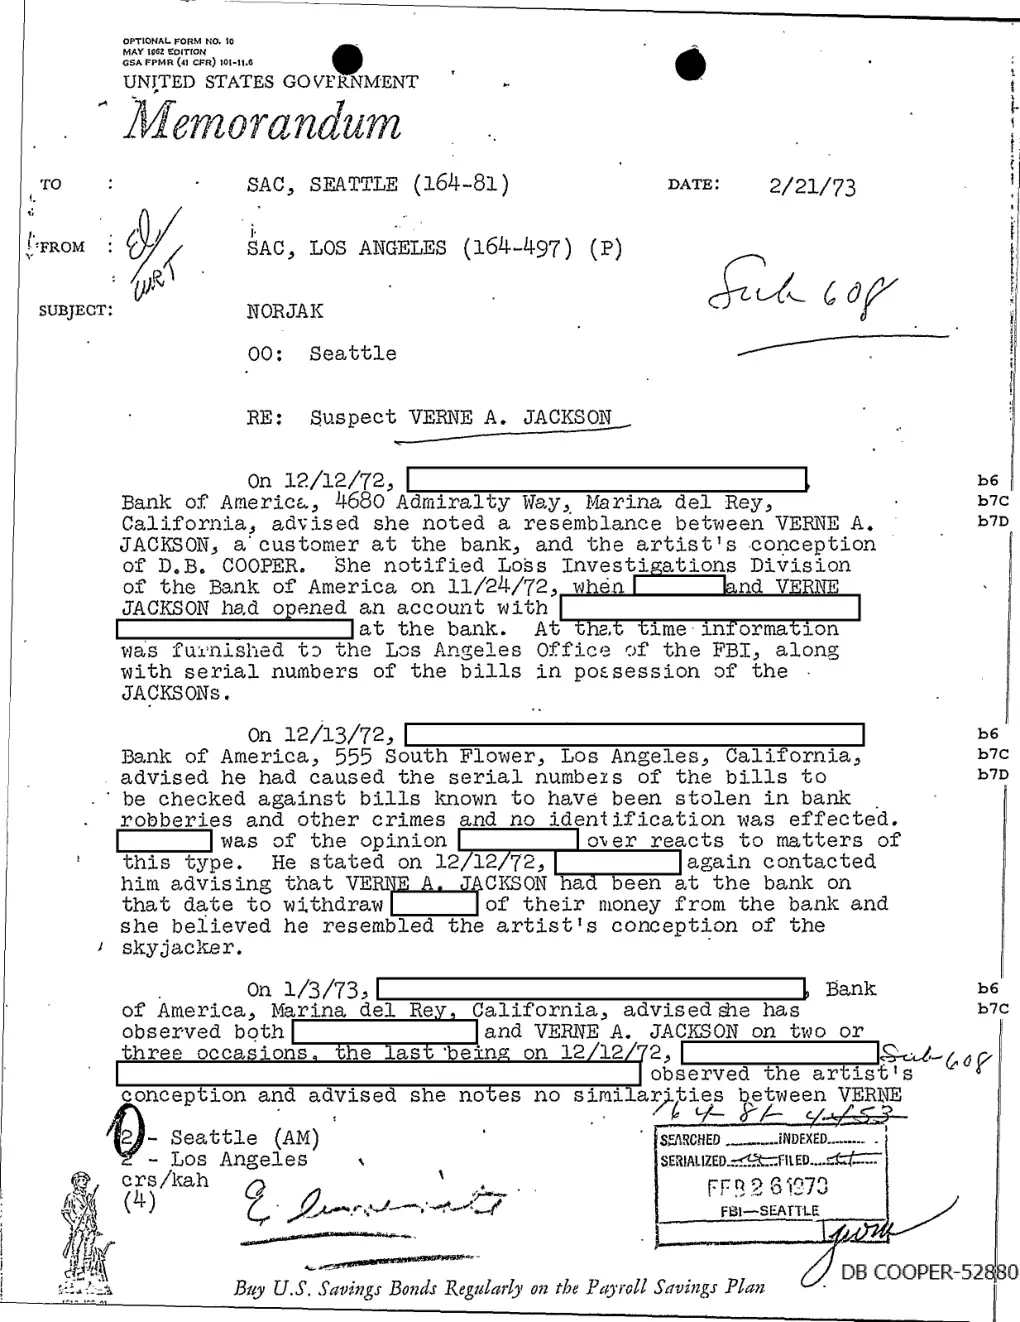 OPTIONAL FORM NO. 10
MAY 1962 EDITION
GSA FPMR (41 CFR) 101-11.6
UNITED STATES GOVERNMENT
Memorandum
TO : SAC, SEATTLE (164-81) DATE: 2/21/73
FROM : SAC, LOS ANGELES (164-497) (P)
Sub 608
SUBJECT: NORJAK
OO: Seattle
RE: Suspect VERNE A. JACKSON
On 12/12/72, b6
Bank of America, 4680 Admiralty Way, Marina del Rey, b7C
California, advised she noted a resemblance between VERNE A. b7D
JACKSON, a customer at the bank, and the artist's conception
of D.B. COOPER. She notified Loss Investigations Division
of the Bank of America on 11/24/72, when and VERNE
JACKSON had opened an account with
at the bank. At that time information
was furnished to the Los Angeles Office of the FBI, along
with serial numbers of the bills in possession of the
JACKSONs.
On 12/13/72, b6
Bank of America, 555 South Flower, Los Angeles, California, b7C
advised he had caused the serial numbers of the bills to b7D
be checked against bills known to have been stolen in bank
robberies and other crimes and no identification was effected.
was of the opinion over reacts to matters of
this type. He stated on 12/12/72, again contacted
him advising that VERNE A. JACKSON had been at the bank on
that date to withdraw of their money from the bank and
she believed he resembled the artist's conception of the
skyjacker.
On 1/3/73, , Bank b6
of America, Marina del Rey, California, advised she has b7C
observed both and VERNE A. JACKSON on two or
three occasions, the last being on 12/12/72,
Sub 608
observed the artist's
conception and advised she notes no similarities between VERNE
164-81-4453
2 - Seattle (AM)
2 - Los Angeles
crs/kah
(4)
SEARCHED INDEXED
SERIALIZED FILED
FEB 26 1973
FBI—SEATTLE
DB COOPER-52880
Buy U.S. Savings Bonds Regularly on the Payroll Savings Plan